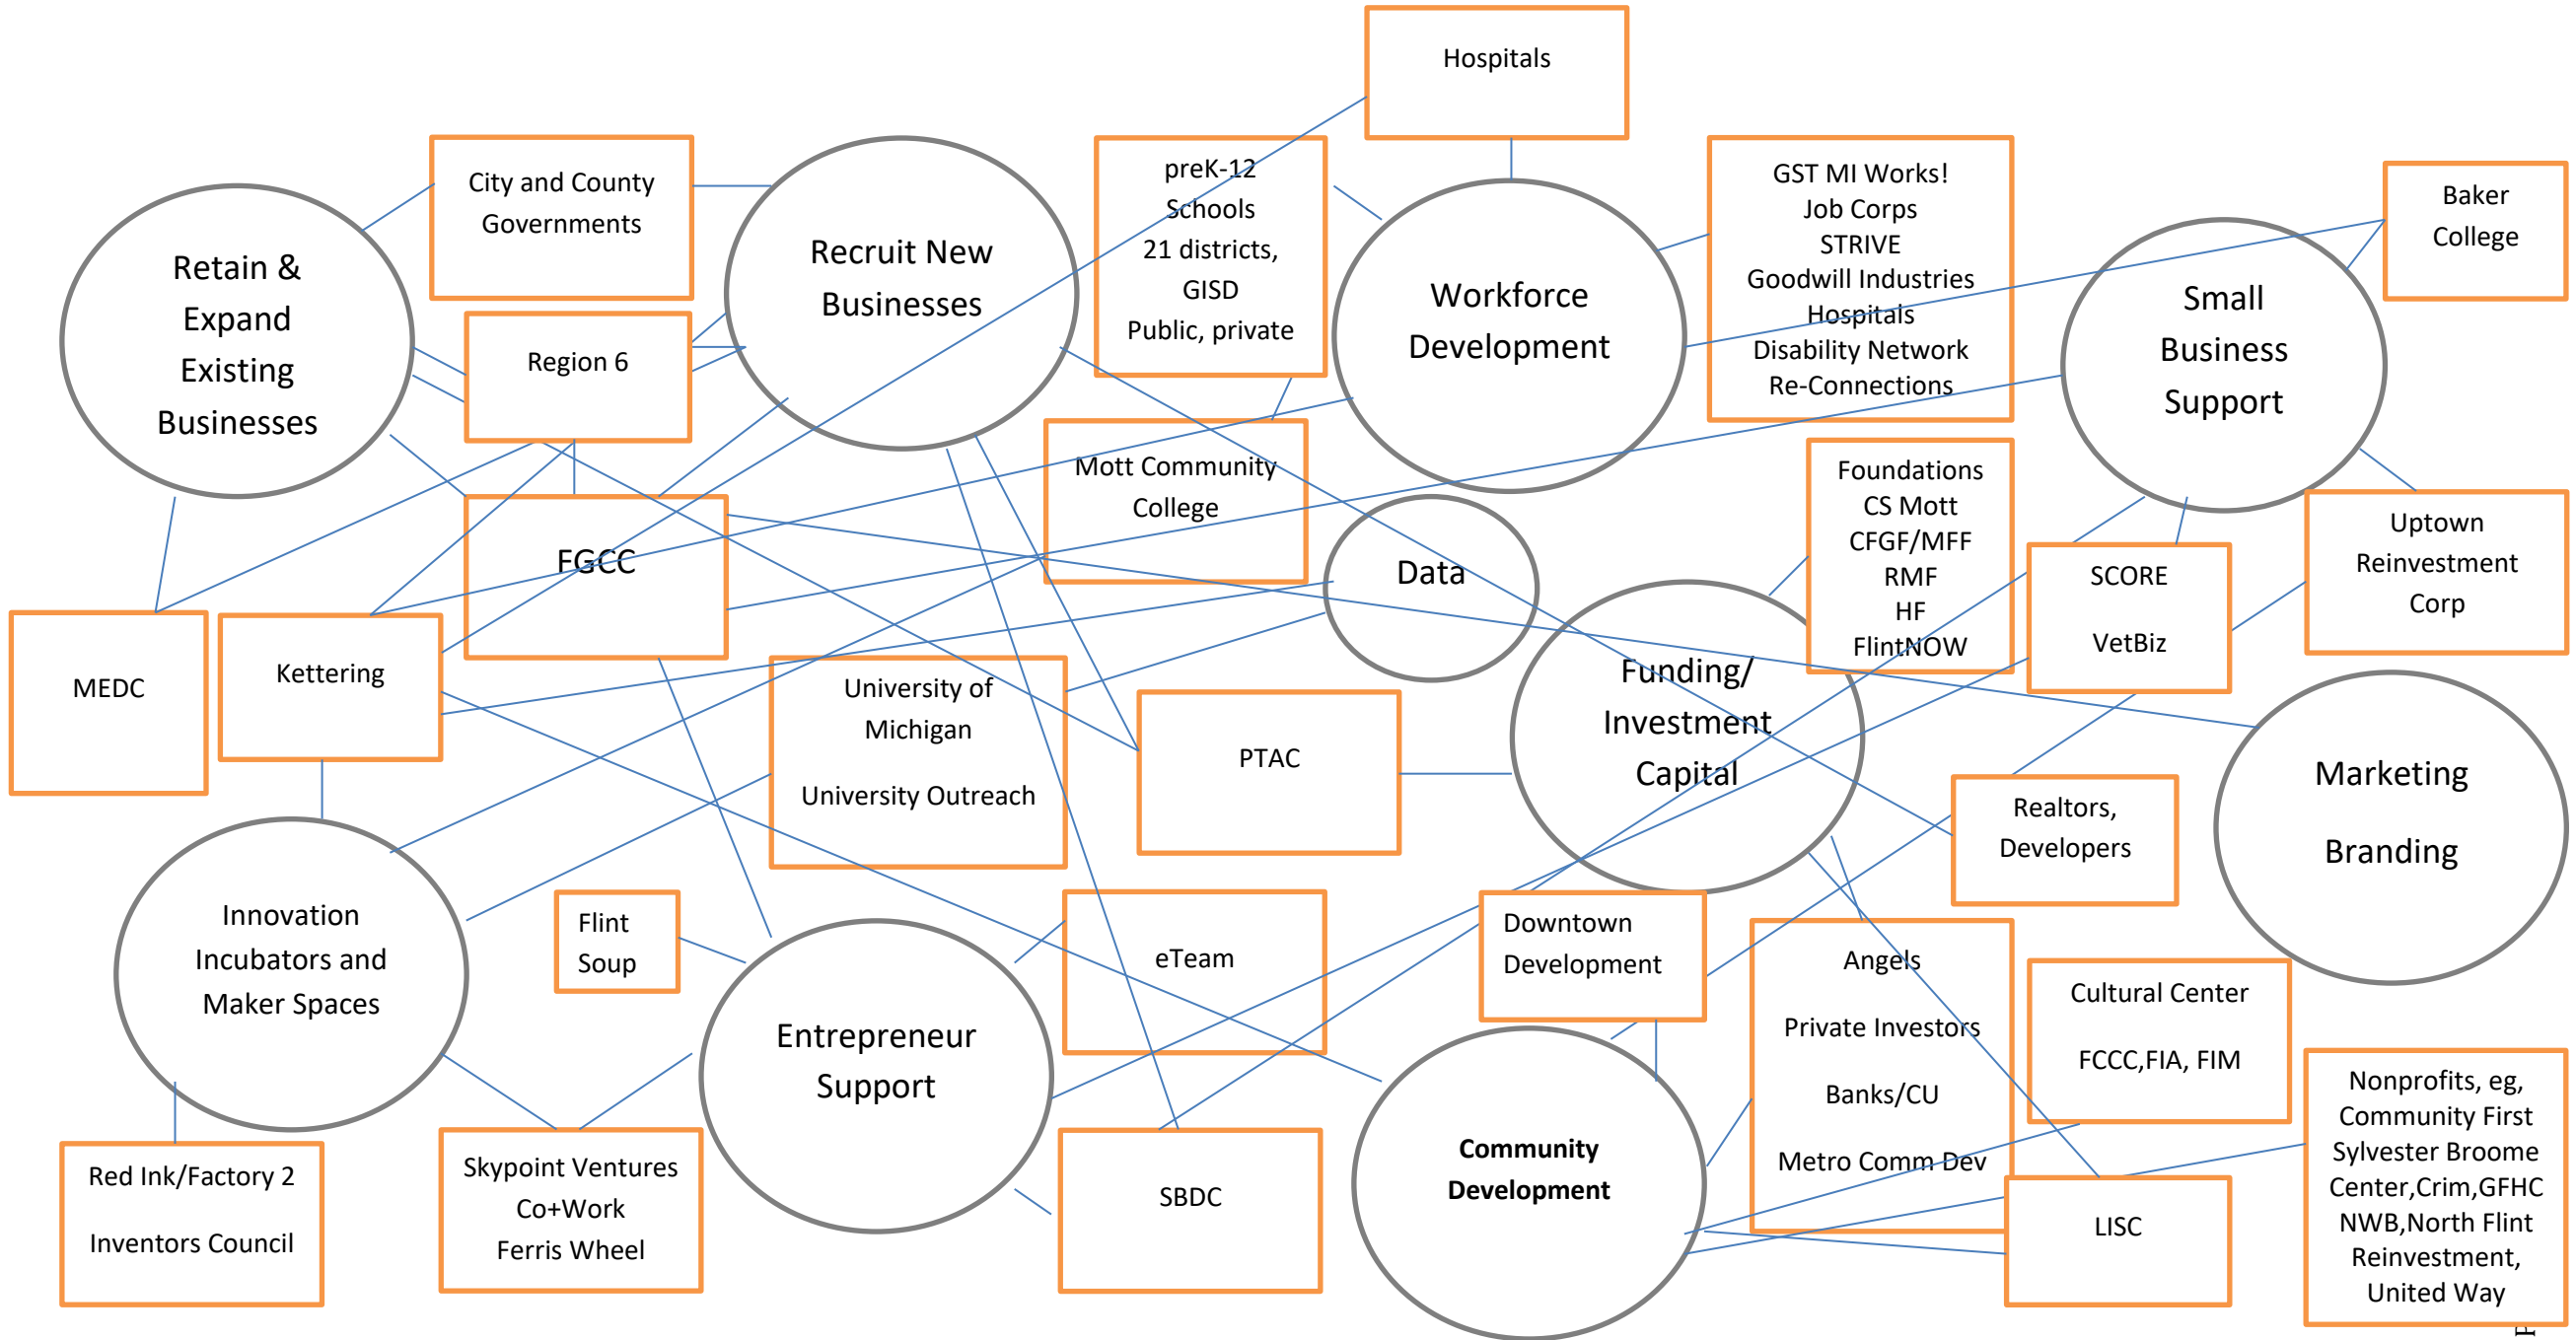 Hospitals
City and County
Governments
preK-12
Schools
21 districts,
GISD
Public, private
GST MI Works!
Job Corps
STRIVE
Goodwill Industries
Hospitals
Disability Network
Re-Connections
Baker
College
Retain &
Expand
Existing
Businesses
Recruit New
Businesses
Workforce
Development
Small
Business
Support
Region 6
Mott Community
College
Foundations
CS Mott
CFGF/MFF
RMF
HF
FlintNOW
Uptown
Reinvestment
Corp
FGCC
Data
SCORE
VetBiz
MEDC
Kettering
University of
Michigan
University Outreach
PTAC
Funding/
Investment
Capital
Realtors,
Developers
Marketing
Branding
Innovation
Incubators and
Maker Spaces
Flint
Soup
Entrepreneur
Support
eTeam
Downtown
Development
Angels
Private Investors
Banks/CU
Metro Comm Dev
Cultural Center
FCCC,FIA, FIM
Nonprofits, eg,
Community First
Sylvester Broome
Center,Crim,GFHC
NWB,North Flint
Reinvestment,
United Way
Red Ink/Factory 2
Inventors Council
Skypoint Ventures
Co+Work
Ferris Wheel
SBDC
Community
Development
LISC